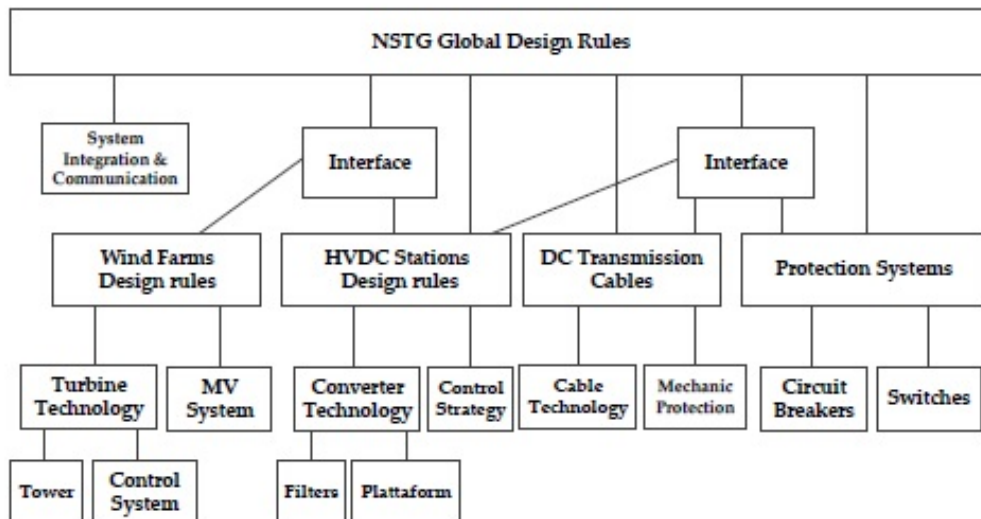 NSTG Global Design Rules
System
Integration &
Communication
Interface
Interface
Wind Farms
Design rules
HVDC Stations
Design rules
DC Transmission
Cables
Protection Systems
Turbine
Technology
MV
System
Converter
Technology
Control
Strategy
Cable
Technology
Mechanic
Protection
Circuit
Breakers
Switches
Tower
Control
System
Filters
Plattaform